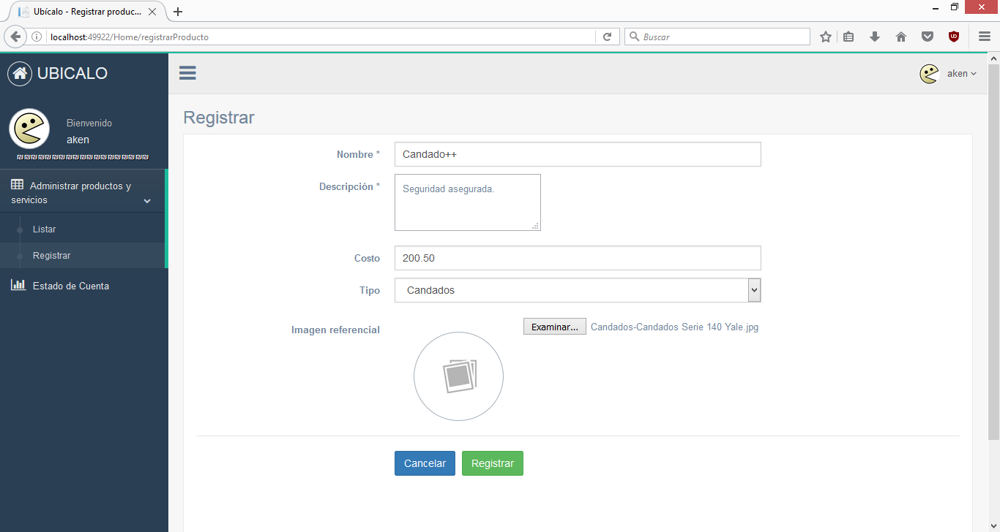 Ubícalo - Registrar produc...
localhost:49922/Home/registrarProducto
Buscar
UBICALO
aken
Bienvenido
aken
Administrar productos y
servicios
Listar
Registrar
Estado de Cuenta
Registrar
Nombre *
Candado++
Descripción *
Seguridad asegurada.
Costo
200.50
Tipo
Candados
Imagen referencial
Examinar...
Candados-Candados Serie 140 Yale.jpg
Cancelar
Registrar